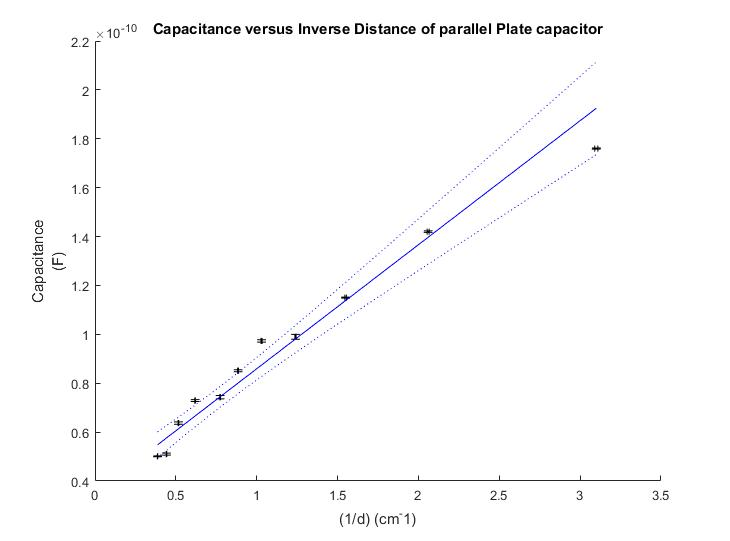 ×10⁻¹⁰ Capacitance versus Inverse Distance of parallel Plate capacitor
2.2
2
1.8
1.6
1.4
1.2
1
0.8
0.6
0.4
Capacitance
(F)
0 0.5 1 1.5 2 2.5 3 3.5
(1/d) (cm⁻1)